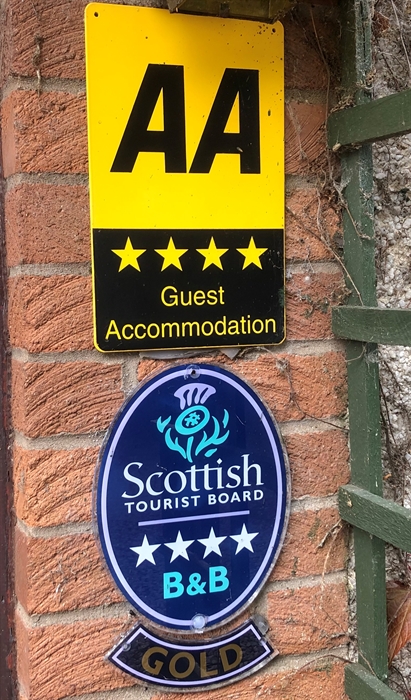 AA
Guest
Accommodation
Scottish
TOURIST BOARD
B&B
GOLD